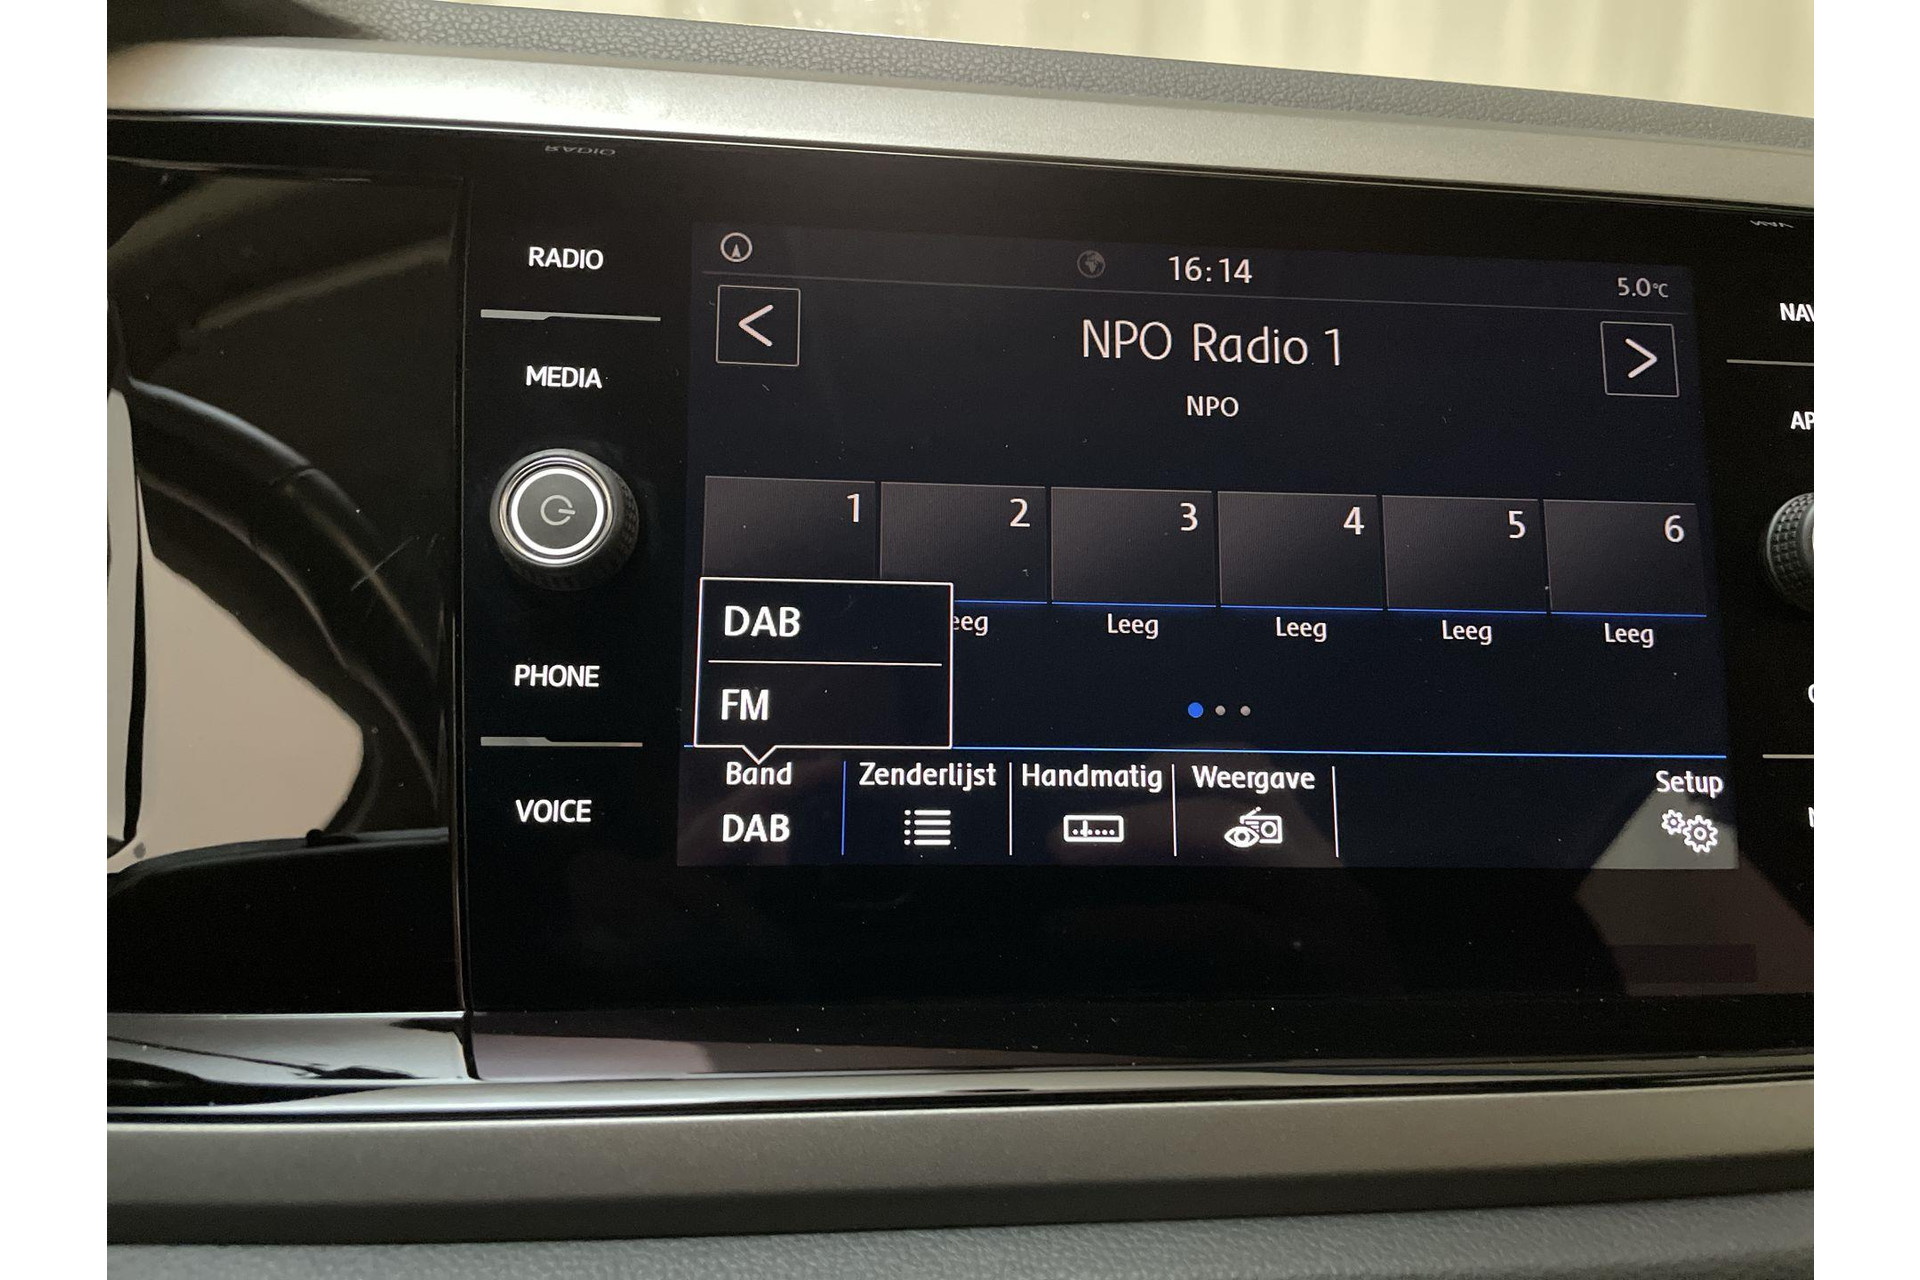 RADIO
MEDIA
PHONE
VOICE
16:14
5.0°C
<
NPO Radio 1
>
NPO
1 2 3 4 5 6
eeg Leeg Leeg Leeg Leeg
DAB
FM
Band Zenderlijst Handmatig Weergave Setup
DAB
NAV